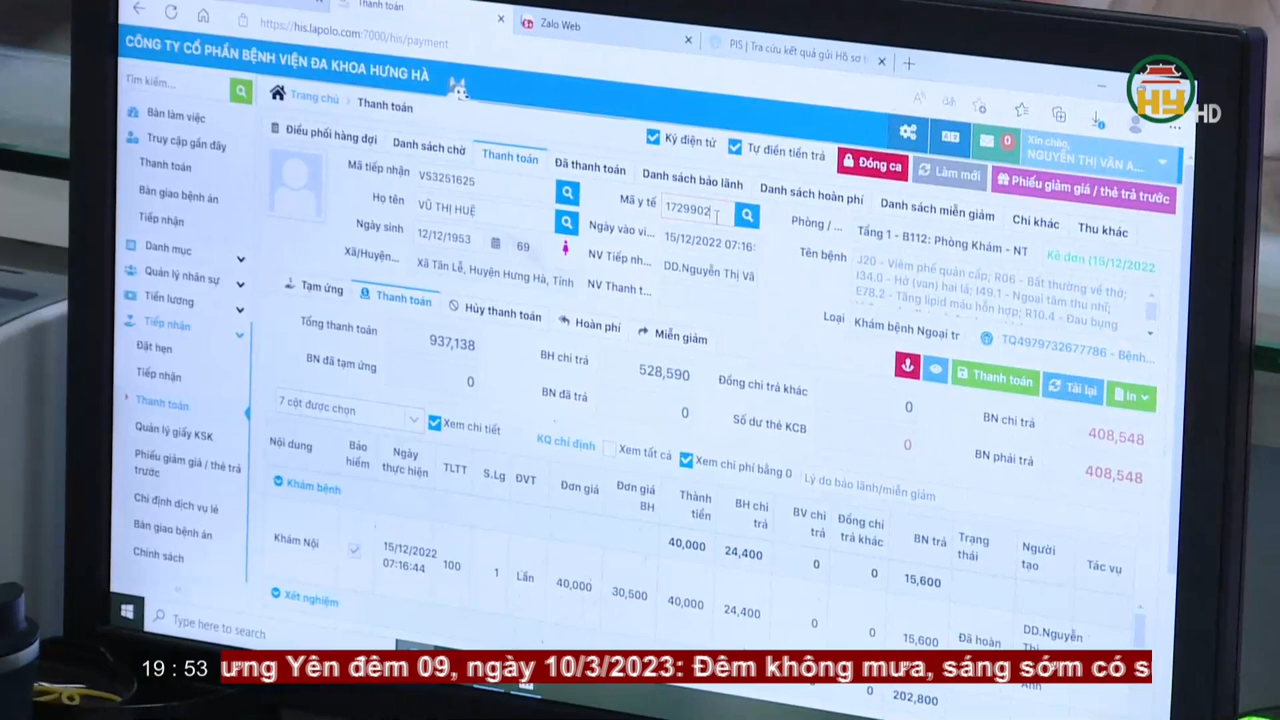 Thanh toán
Zalo Web
PIS | Tra cứu kết quả gửi Hồ sơ
https://his.lapolo.com:7000/his/payment
CÔNG TY CỔ PHẦN BỆNH VIỆN ĐA KHOA HƯNG HÀ
HY HD
Tìm kiếm...
Trang chủ > Thanh toán
0
Xin chào,
NGUYỄN THỊ VÂN A...
Bàn làm việc
Truy cập gần đây
Thanh toán
Bàn giao bệnh án
Tiếp nhận
Danh mục
Quản lý nhân sự
Tiền lương
Tiếp nhận
Đặt hẹn
Tiếp nhận
Thanh toán
Quản lý giấy KSK
Phiếu giảm giá / thẻ trả
trước
Chỉ định dịch vụ lẻ
Bàn giao bệnh án
Chính sách
Điều phối hàng đợi
Danh sách chờ
Thanh toán
Đã thanh toán
Danh sách bảo lãnh
Danh sách hoàn phí
Danh sách miễn giảm
Chi khác
Thu khác
Ký điện tử
Tự điền tiền trả
Đóng ca
Làm mới
Phiếu giảm giá / thẻ trả trước
Mã tiếp nhận VS3251625
Mã y tế 1729902
Phòng / ... Tầng 1 - B112: Phòng Khám - NT
Kê đơn (15/12/2022
Họ tên VŨ THỊ HUỆ
Ngày vào vi... 15/12/2022 07:16:
Tên bệnh J20 - Viêm phế quản cấp; R06 - Bất thường về thở;
I34.0 - Hở (van) hai lá; I49.1 - Ngoại tâm thu nhĩ;
E78.2 - Tăng lipid máu hỗn hợp; R10.4 - Đau bụng
Ngày sinh 12/12/1953 69
NV Tiếp nh... DD.Nguyễn Thị Vâ
Xã/Huyện... Xã Tân Lễ, Huyện Hưng Hà, Tỉnh
NV Thanh t...
Loại Khám bệnh Ngoại tr
TQ4979732677786 - Bệnh...
Tạm ứng
Thanh toán
Hủy thanh toán
Hoàn phí
Miễn giảm
Thanh toán
Tải lại
In
Tổng thanh toán 937,138
BH chi trả 528,590
Đồng chi trả khác 0
BN chi trả 408,548
BN đã tạm ứng 0
BN đã trả 0
Số dư thẻ KCB 0
BN phải trả 408,548
7 cột được chọn
Xem chi tiết
KQ chỉ định
Xem tất cả
Xem chi phí bằng 0
Lý do bảo lãnh/miễn giảm
Nội dung
Bảo
hiểm
Ngày
thực hiện
TLTT
S.Lg
ĐVT
Đơn giá
Đơn giá
BH
Thành
tiền
BH chi
trả
BV chi
trả
Đồng chi
trả khác
BN trả
Trạng
thái
Người
tạo
Tác vụ
Khám bệnh
40,000 24,400 0 0 15,600
Khám Nội
15/12/2022
07:16:44
100 1 Lần 40,000 30,500 40,000 24,400 0 0 15,600 Đã hoàn
DD.Nguyễn
Xét nghiệm
0 202,800
Type here to search
19 : 53
ưng Yên đêm 09, ngày 10/3/2023: Đêm không mưa, sáng sớm có s